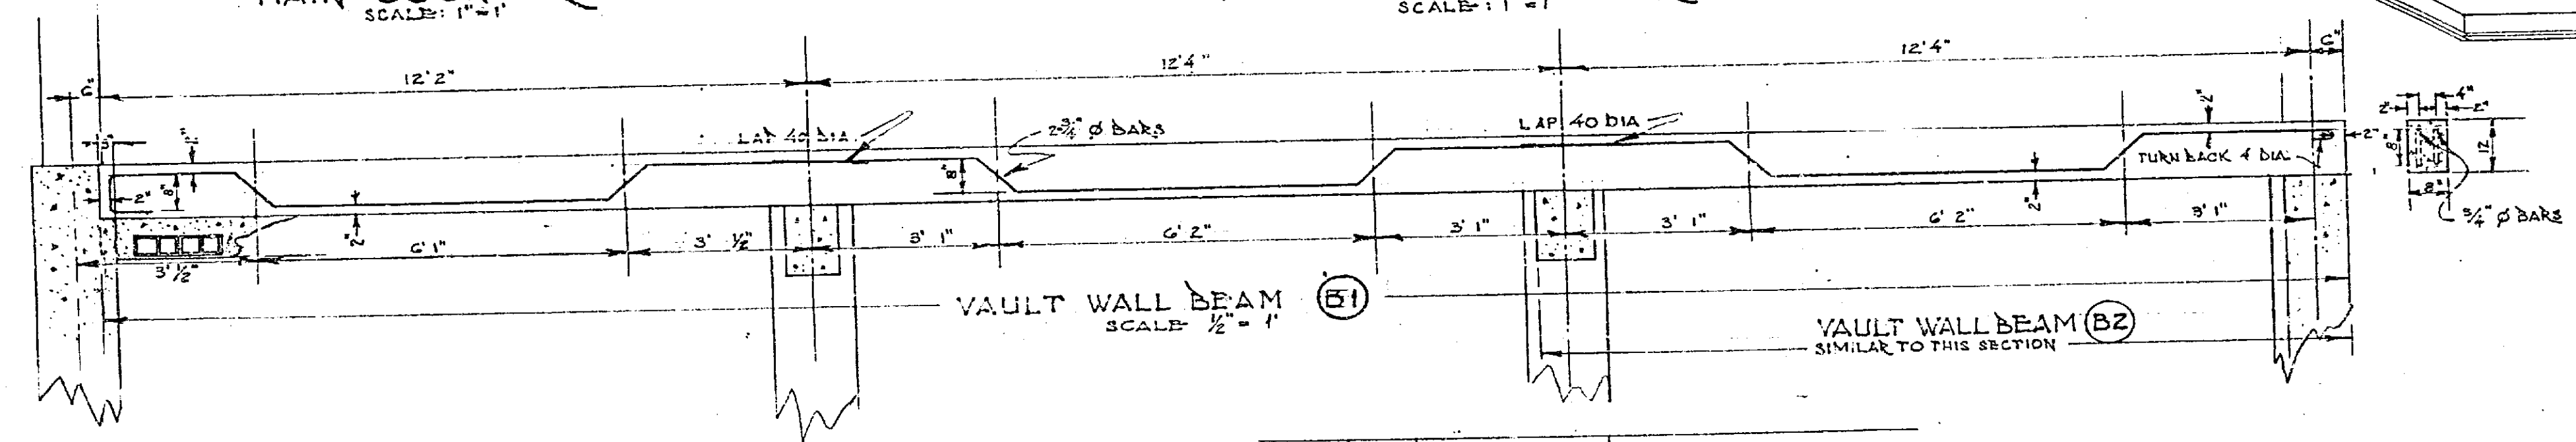 SCALE: 1" = 1'
SCALE: 1" = 1'
6"
12' 2"
12' 4"
12' 4"
6"
3"
2"
LAP 40 DIA.
2-3/4" Ø BARS
LAP 40 DIA
2"
2"
4"
2"
2"
8"
12
8"
3/4" Ø BARS
TURN BACK 4 DIA.
8"
2"
8"
2"
2"
3' 1/2"
6' 1"
3' 1/2"
3' 1"
6' 2"
3' 1"
3' 1"
6' 2"
3' 1"
VAULT WALL BEAM B1
SCALE 1/2" = 1'
VAULT WALL BEAM B2
SIMILAR TO THIS SECTION